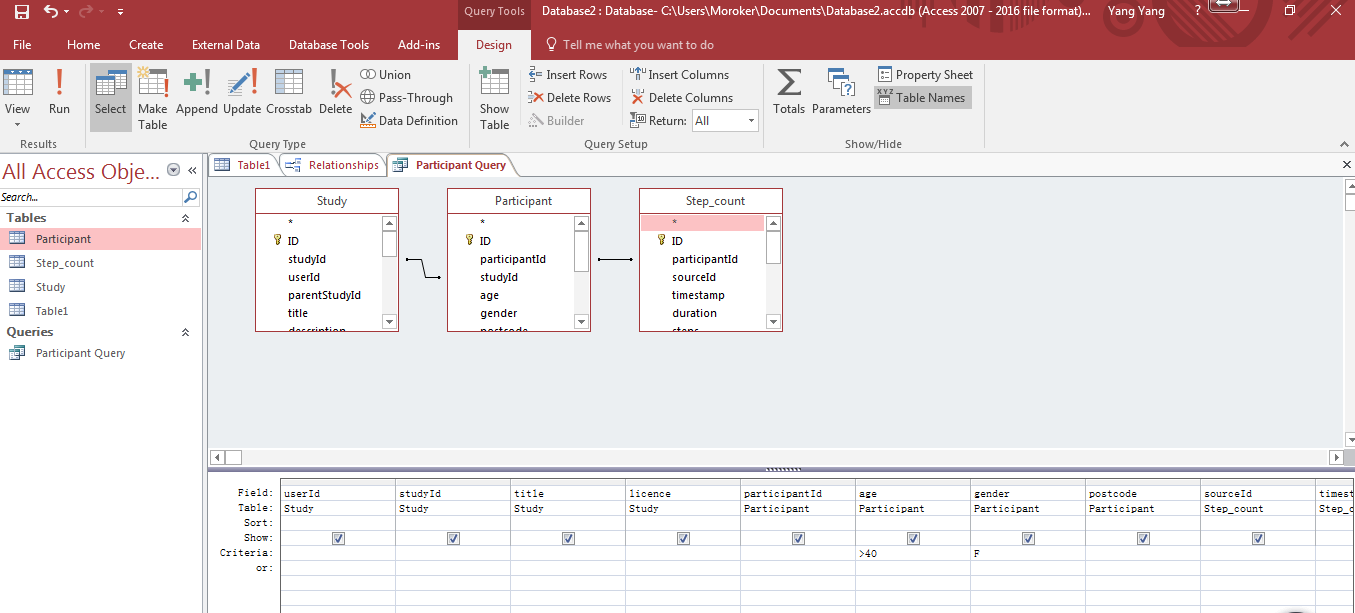 Query Tools Database2 : Database- C:\Users\Moroker\Documents\Database2.accdb (Access 2007 - 2016 file format)... Yang Yang ?
File Home Create External Data Database Tools Add-ins Design Tell me what you want to do
View Run Select Make Table Append Update Crosstab Delete
Union
Pass-Through
Data Definition
Show Table
Insert Rows
Delete Rows
Builder
Insert Columns
Delete Columns
Return: All
Totals Parameters
Property Sheet
XYZ Table Names
Results Query Type Query Setup Show/Hide
All Access Obje...
Search...
Tables
Participant
Step_count
Study
Table1
Queries
Participant Query
Table1 Relationships Participant Query
Study
*
ID
studyId
userId
parentStudyId
title
description
Participant
*
ID
participantId
studyId
age
gender
postcode
Step_count
*
ID
participantId
sourceId
timestamp
duration
steps
Field: userId studyId title licence participantId age gender postcode sourceId timest
Table: Study Study Study Study Participant Participant Participant Participant Step_count Step_c
Sort:
Show:
Criteria: >40 F
or: